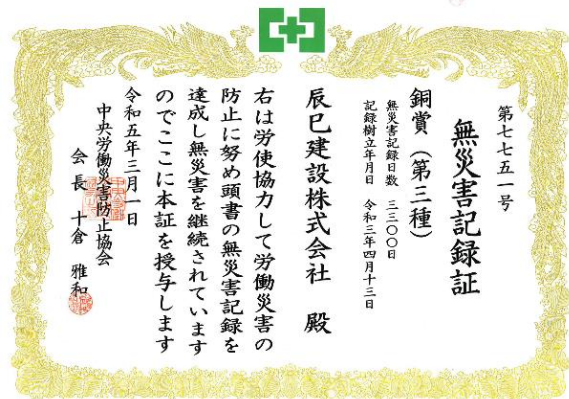 第七七五一号
無災害記録証
銅賞（第三種）
無災害記録日数　三三〇〇日
記録樹立年月日　令和三年四月十三日
辰巳建設株式会社　殿
右は労使協力して労働災害の
防止に努め頭書の無災害記録を
達成し無災害を継続されています
のでここに本証を授与します
令和五年三月一日
中央労働災害防止協会
会長　十倉　雅和